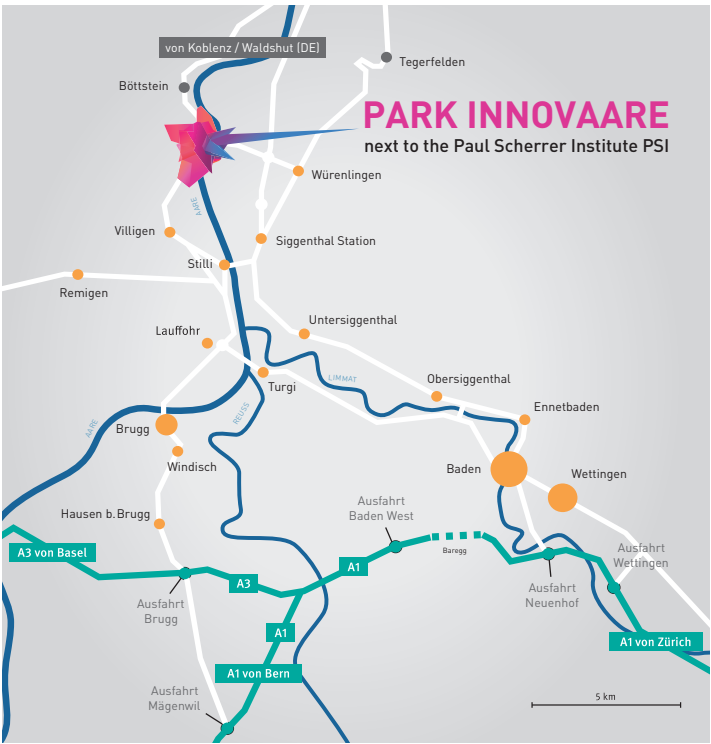 von Koblenz / Waldshut (DE)
Tegerfelden
Böttstein
PARK INNOVAARE
next to the Paul Scherrer Institute PSI
Würenlingen
AARE
Villigen
Siggenthal Station
Stilli
Remigen
Untersiggenthal
Lauffohr
LIMMAT
Obersiggenthal
Turgi
Ennetbaden
REUSS
AARE
Brugg
Windisch
Baden
Wettingen
Hausen b. Brugg
Ausfahrt
Baden West
A3 von Basel
Baregg
Ausfahrt
Wettingen
A1
A3
Ausfahrt
Neuenhof
Ausfahrt
Brugg
A1
A1 von Zürich
A1 von Bern
Ausfahrt
Mägenwil
5 km